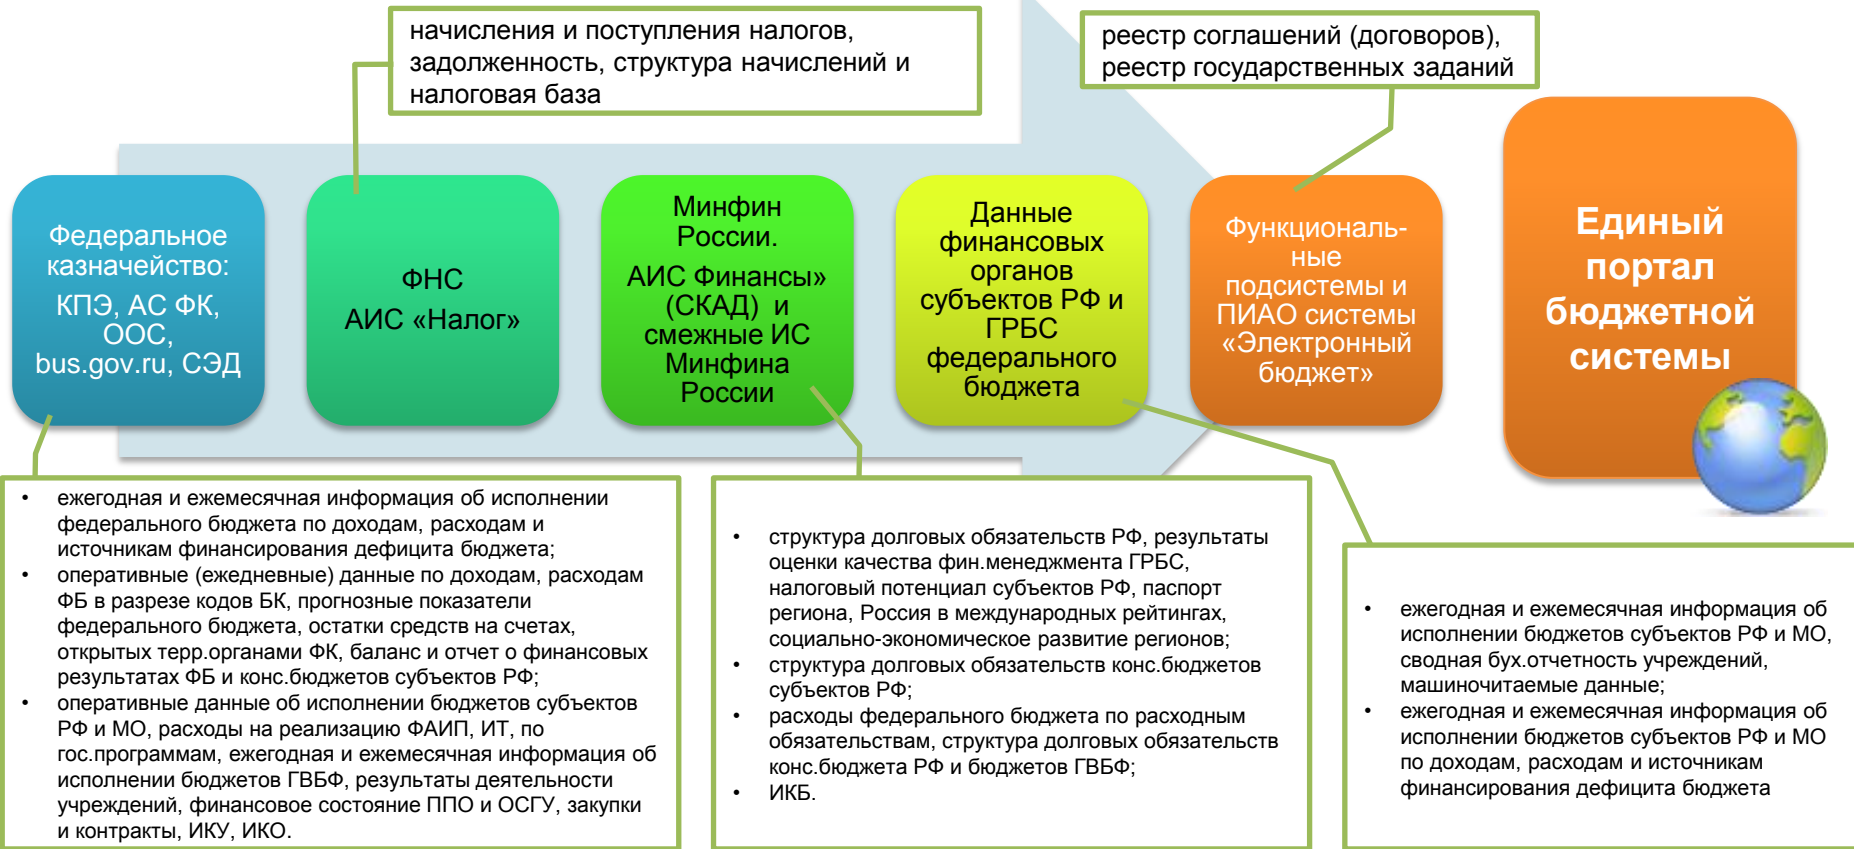 начисления и поступления налогов,
задолженность, структура начислений и
налоговая база
реестр соглашений (договоров),
реестр государственных заданий
Федеральное
казначейство:
КПЭ, АС ФК,
ООС,
bus.gov.ru, СЭД
ФНС
АИС «Налог»
Минфин
России.
АИС Финансы»
(СКАД) и
смежные ИС
Минфина
России
Данные
финансовых
органов
субъектов РФ и
ГРБС
федерального
бюджета
Функциональ-
ные
подсистемы и
ПИАО системы
«Электронный
бюджет»
Единый
портал
бюджетной
системы
• ежегодная и ежемесячная информация об исполнении
федерального бюджета по доходам, расходам и
источникам финансирования дефицита бюджета;
• оперативные (ежедневные) данные по доходам, расходам
ФБ в разрезе кодов БК, прогнозные показатели
федерального бюджета, остатки средств на счетах,
открытых терр.органами ФК, баланс и отчет о финансовых
результатах ФБ и конс.бюджетов субъектов РФ;
• оперативные данные об исполнении бюджетов субъектов
РФ и МО, расходы на реализацию ФАИП, ИТ, по
гос.программам, ежегодная и ежемесячная информация об
исполнении бюджетов ГВБФ, результаты деятельности
учреждений, финансовое состояние ППО и ОСГУ, закупки
и контракты, ИКУ, ИКО.
• структура долговых обязательств РФ, результаты
оценки качества фин.менеджмента ГРБС,
налоговый потенциал субъектов РФ, паспорт
региона, Россия в международных рейтингах,
социально-экономическое развитие регионов;
• структура долговых обязательств конс.бюджетов
субъектов РФ;
• расходы федерального бюджета по расходным
обязательствам, структура долговых обязательств
конс.бюджета РФ и бюджетов ГВБФ;
• ИКБ.
• ежегодная и ежемесячная информация об
исполнении бюджетов субъектов РФ и МО,
сводная бух.отчетность учреждений,
машиночитаемые данные;
• ежегодная и ежемесячная информация об
исполнении бюджетов субъектов РФ и МО
по доходам, расходам и источникам
финансирования дефицита бюджета